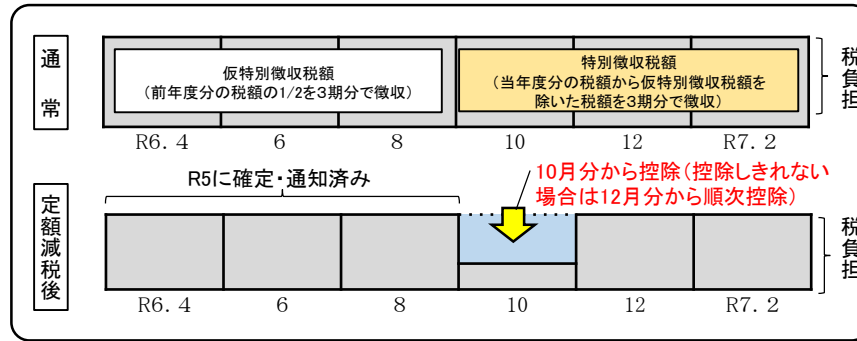 通常
仮特別徴収税額
(前年度分の税額の1/2を3期分で徴収)
特別徴収税額
(当年度分の税額から仮特別徴収税額を
除いた税額を3期分で徴収)
税負担
R6.4 6 8 10 12 R7.2
R5に確定・通知済み
10月分から控除(控除しきれない
場合は12月分から順次控除)
定額減税後
税負担
R6.4 6 8 10 12 R7.2